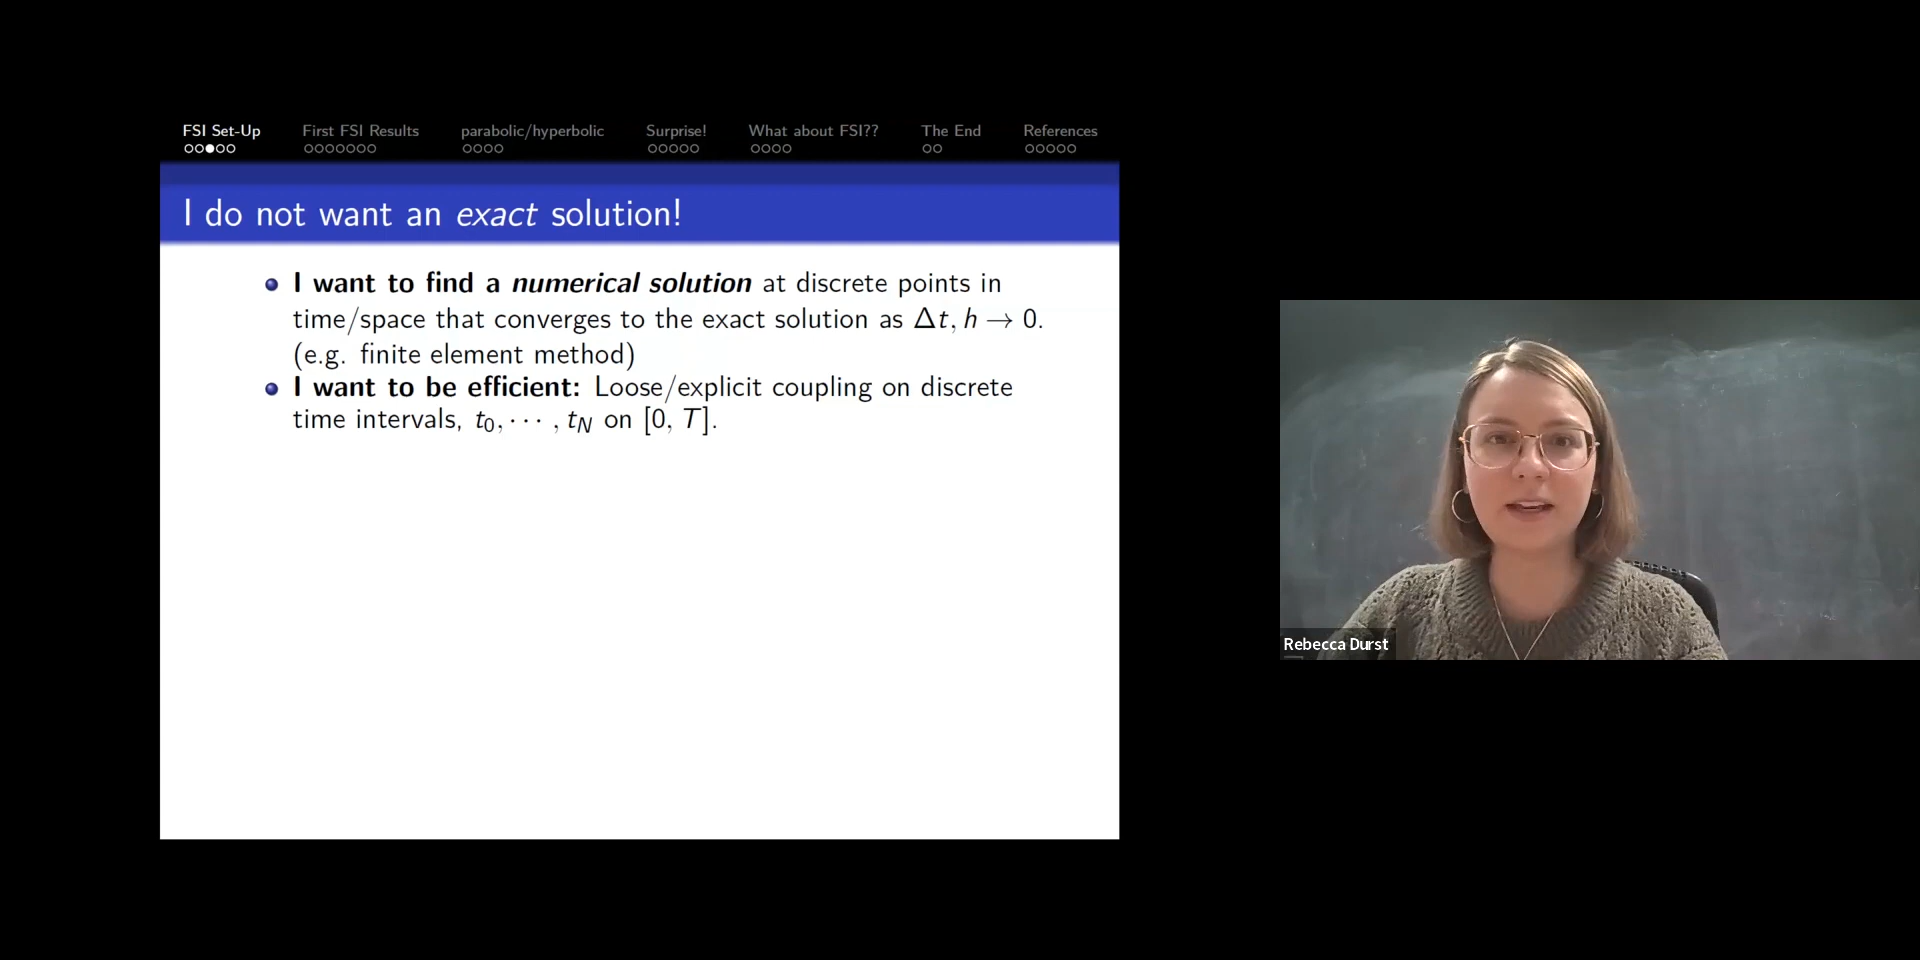 FSI Set-Up First FSI Results parabolic/hyperbolic Surprise! What about FSI?? The End References
I do not want an exact solution!
I want to find a numerical solution at discrete points in
time/space that converges to the exact solution as Δt, h → 0.
(e.g. finite element method)
I want to be efficient: Loose/explicit coupling on discrete
time intervals, t₀, ⋯ , t_N on [0, T].
Rebecca Durst